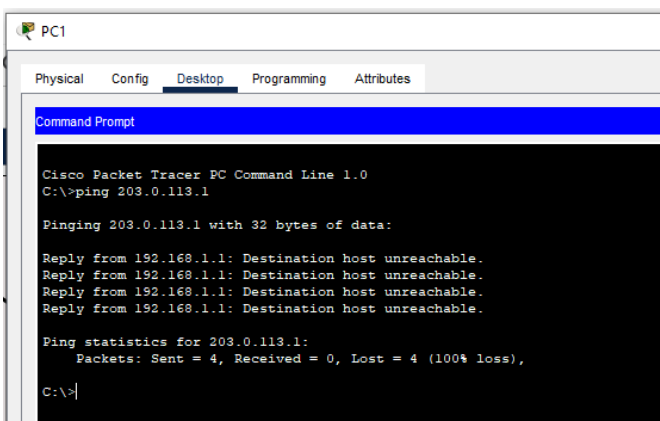 PC1
Physical Config Desktop Programming Attributes
Command Prompt
Cisco Packet Tracer PC Command Line 1.0
C:\>ping 203.0.113.1
Pinging 203.0.113.1 with 32 bytes of data:
Reply from 192.168.1.1: Destination host unreachable.
Reply from 192.168.1.1: Destination host unreachable.
Reply from 192.168.1.1: Destination host unreachable.
Reply from 192.168.1.1: Destination host unreachable.
Ping statistics for 203.0.113.1:
Packets: Sent = 4, Received = 0, Lost = 4 (100% loss),
C:\>